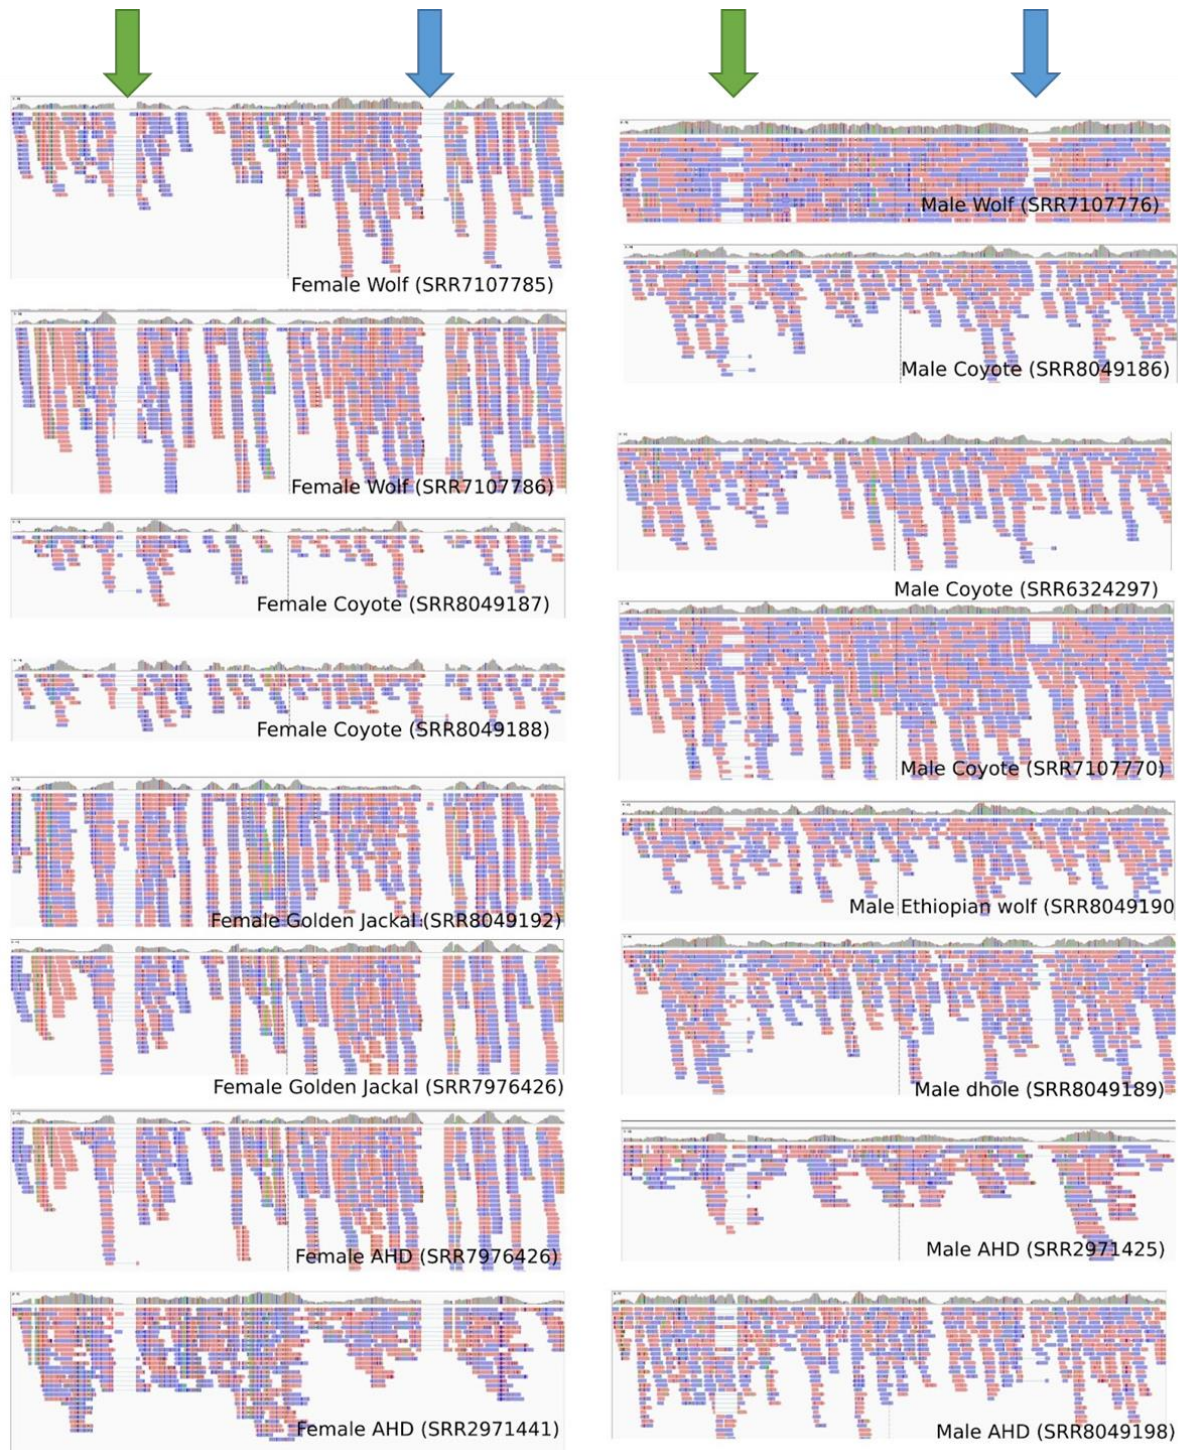 Female Wolf (SRR7107785)
Female Wolf (SRR7107786)
Female Coyote (SRR8049187)
Female Coyote (SRR8049188)
Female Golden Jackal (SRR8049192)
Female Golden Jackal (SRR7976426)
Female AHD (SRR7976426)
Female AHD (SRR2971441)
Male Wolf (SRR7107776)
Male Coyote (SRR8049186)
Male Coyote (SRR6324297)
Male Coyote (SRR7107770)
Male Ethiopian wolf (SRR8049190
Male dhole (SRR8049189)
Male AHD (SRR2971425)
Male AHD (SRR8049198)